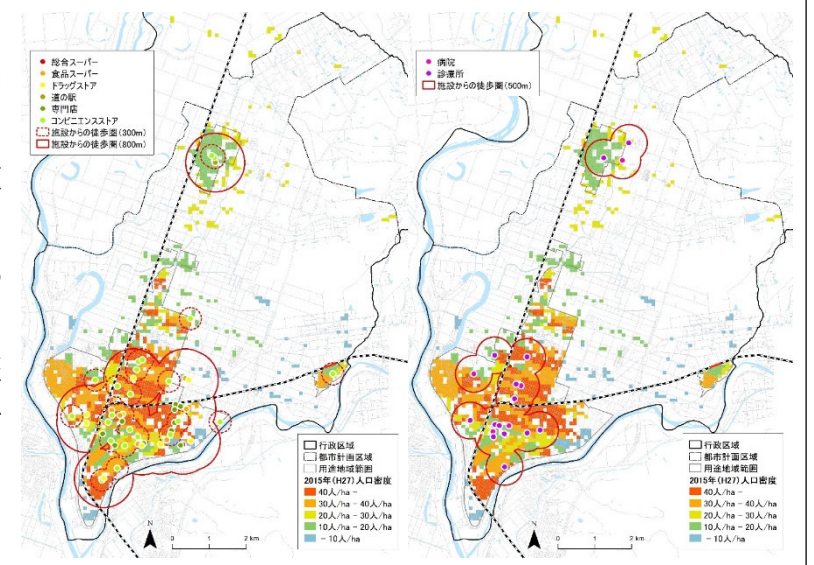 総合スーパー
食品スーパー
ドラッグストア
道の駅
専門店
コンビニエンスストア
施設からの徒歩圏(300m)
施設からの徒歩圏(800m)
行政区域
都市計画区域
用途地域範囲
2015年(H27)人口密度
40人/ha -
30人/ha - 40人/ha
20人/ha - 30人/ha
10人/ha - 20人/ha
- 10人/ha
N
0 1 2 km
病院
診療所
施設からの徒歩圏(500m)
行政区域
都市計画区域
用途地域範囲
2015年(H27)人口密度
40人/ha -
30人/ha - 40人/ha
20人/ha - 30人/ha
10人/ha - 20人/ha
- 10人/ha
N
0 1 2 km